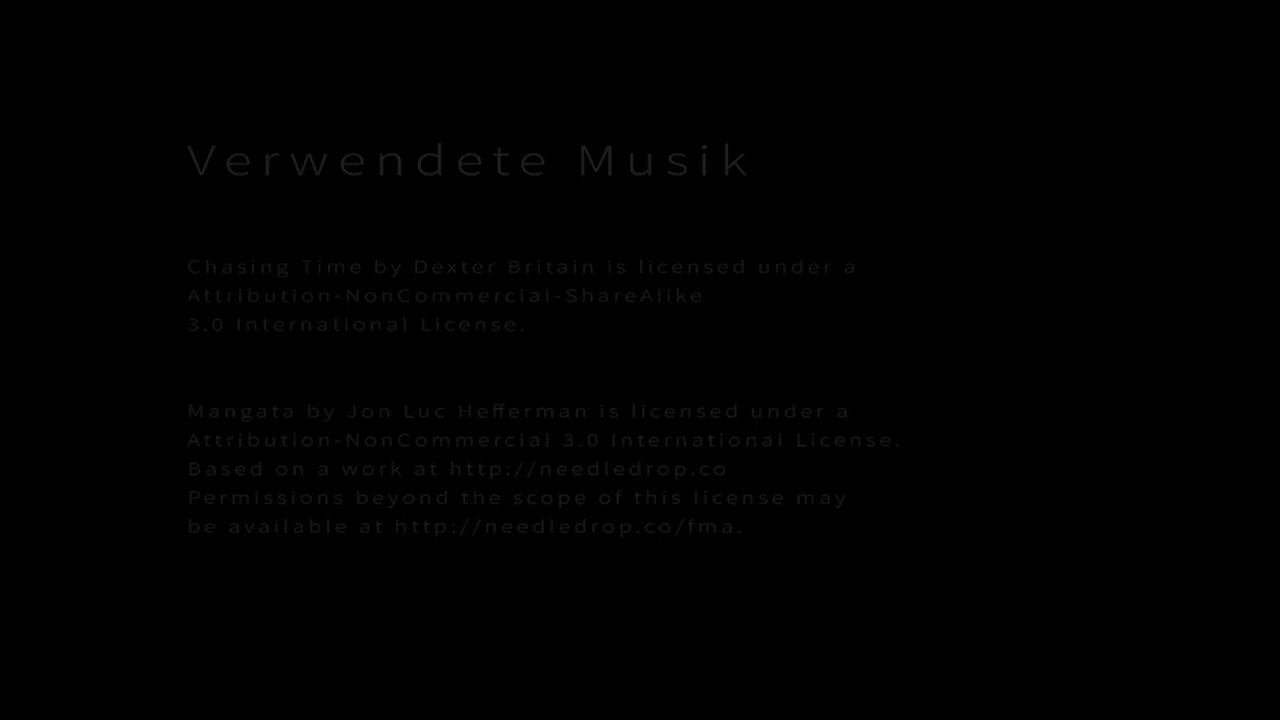 Verwendete Musik
Chasing Time by Dexter Britain is licensed under a
Attribution-NonCommercial-ShareAlike
3.0 International License.
Mangata by Jon Luc Hefferman is licensed under a
Attribution-NonCommercial 3.0 International License.
Based on a work at http://needledrop.co
Permissions beyond the scope of this license may
be available at http://needledrop.co/fma.